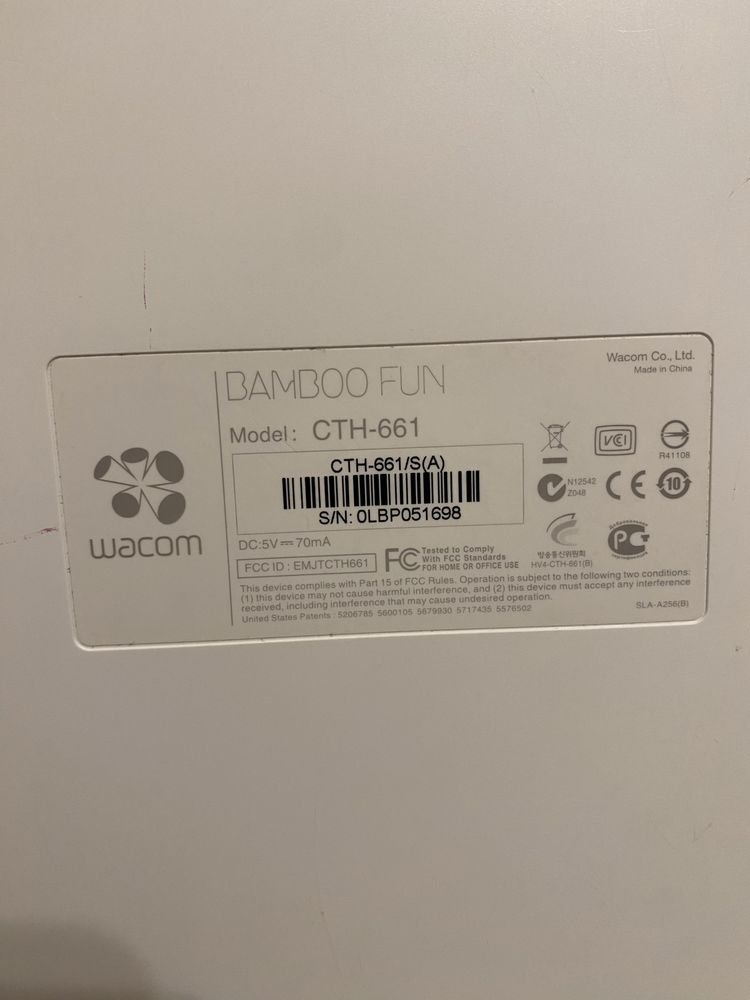 BAMBOO FUN
Wacom Co., Ltd.
Made in China
Model: CTH-661
CTH-661/S(A)
S/N: 0LBP051698
wacom
DC:5V⎓70mA
FCC ID : EMJTCTH661
FC Tested to Comply
With FCC Standards
FOR HOME OR OFFICE USE
VCI
R41108
N12542
Z048
CE
10
방송통신위원회
HV4-CTH-661(B)
PC
This device complies with Part 15 of FCC Rules. Operation is subject to the following two conditions:
(1) this device may not cause harmful interference, and (2) this device must accept any interference
received, including interference that may cause undesired operation.
United States Patents : 5206785 5600105 5679930 5717435 5576502
SLA-A256(B)